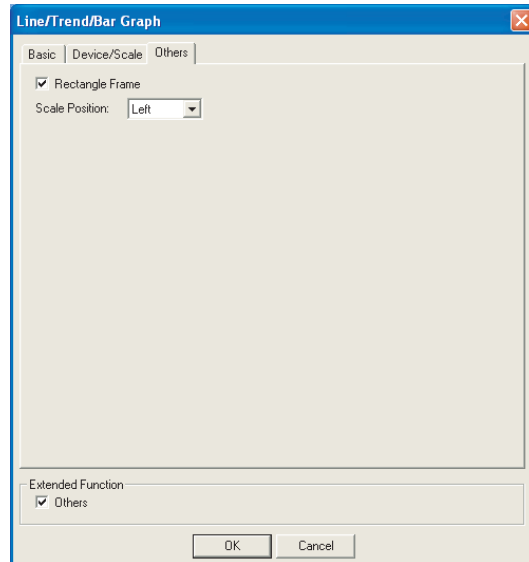 Line/Trend/Bar Graph
Basic Device/Scale Others
Rectangle Frame
Scale Position: Left
Extended Function
Others
OK Cancel